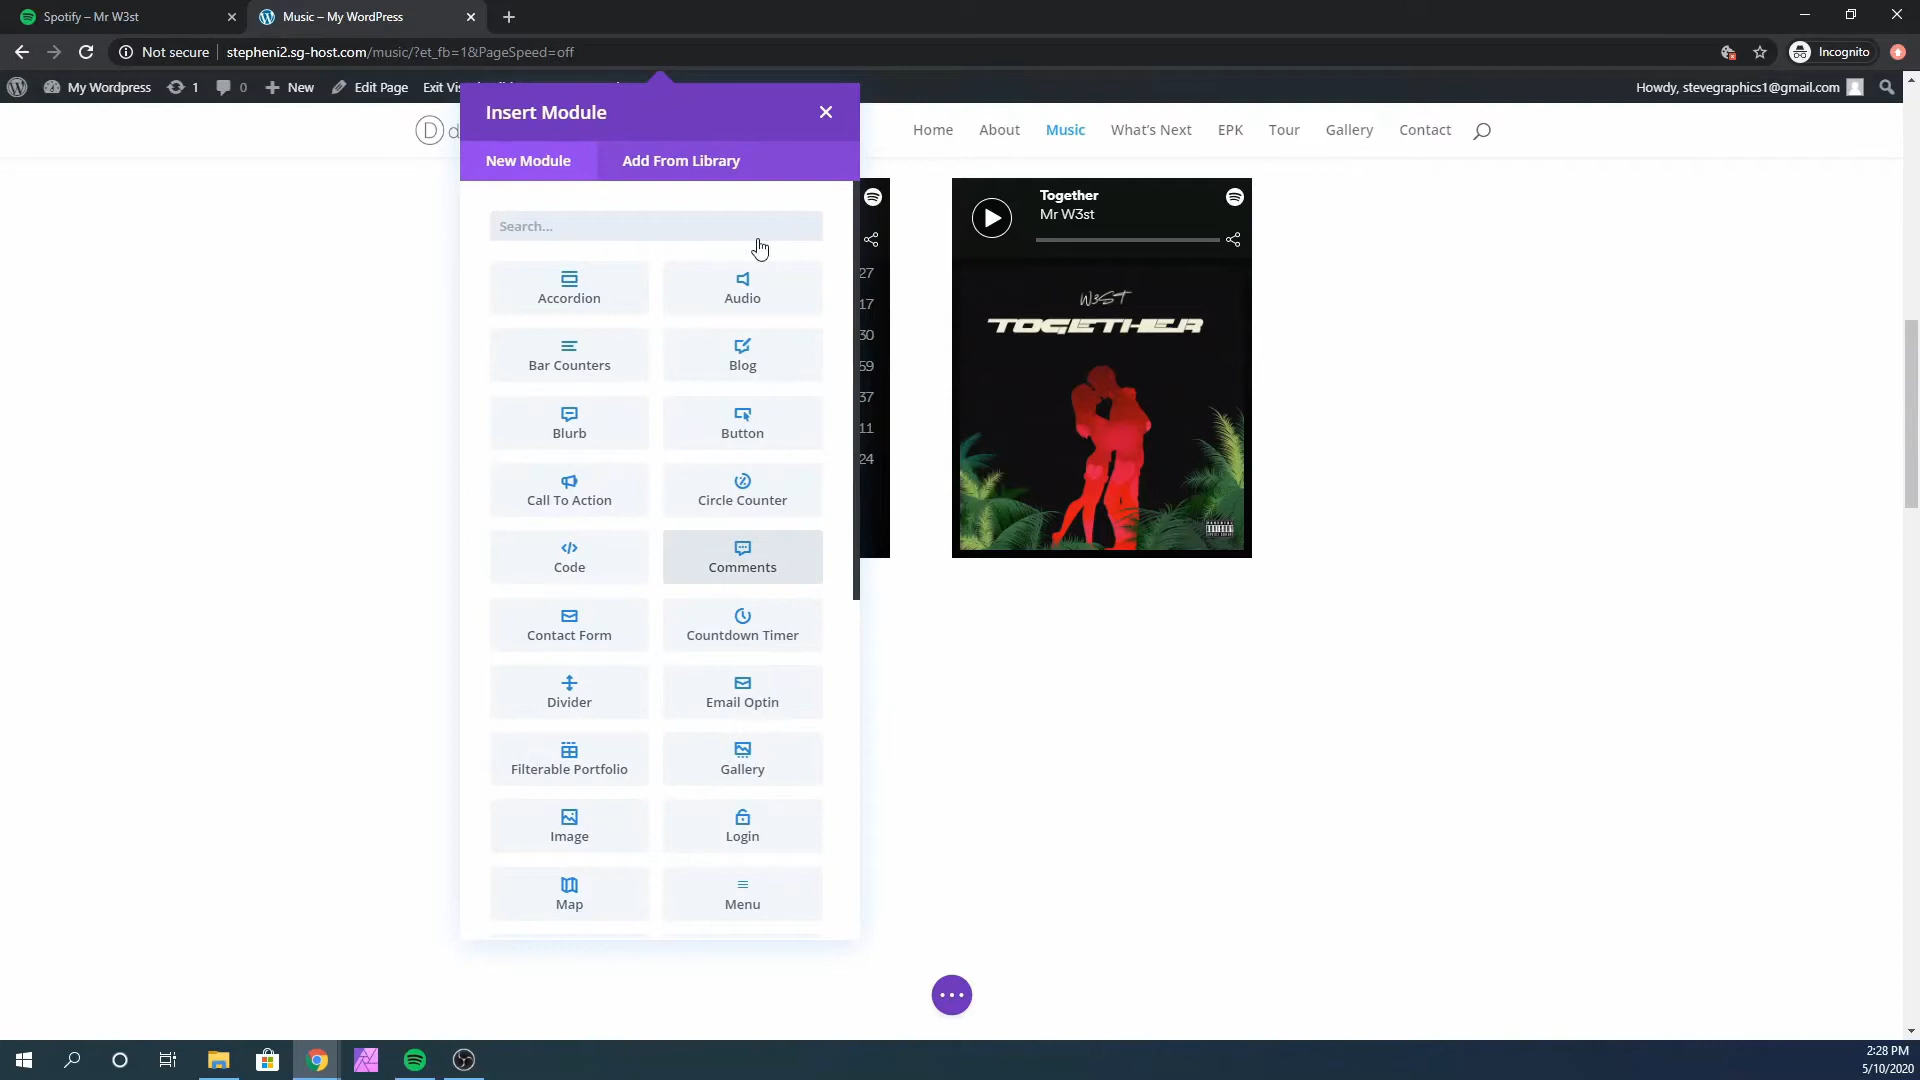 Spotify – Mr W3st
Music – My WordPress
Not secure
stepheni2.sg-host.com/music/?et_fb=1&PageSpeed=off
Incognito
My Wordpress
1
0
New
Edit Page
Exit
Howdy, stevegraphics1@gmail.com
Insert Module
New Module
Add From Library
Search...
Accordion
Audio
Bar Counters
Blog
Blurb
Button
Call To Action
Circle Counter
Code
Comments
Contact Form
Countdown Timer
Divider
Email Optin
Filterable Portfolio
Gallery
Image
Login
Map
Menu
D d
Home
About
Music
What's Next
EPK
Tour
Gallery
Contact
27
17
30
59
37
11
24
Together
Mr W3st
W3ST
TOGETHER
2:28 PM
5/10/2020